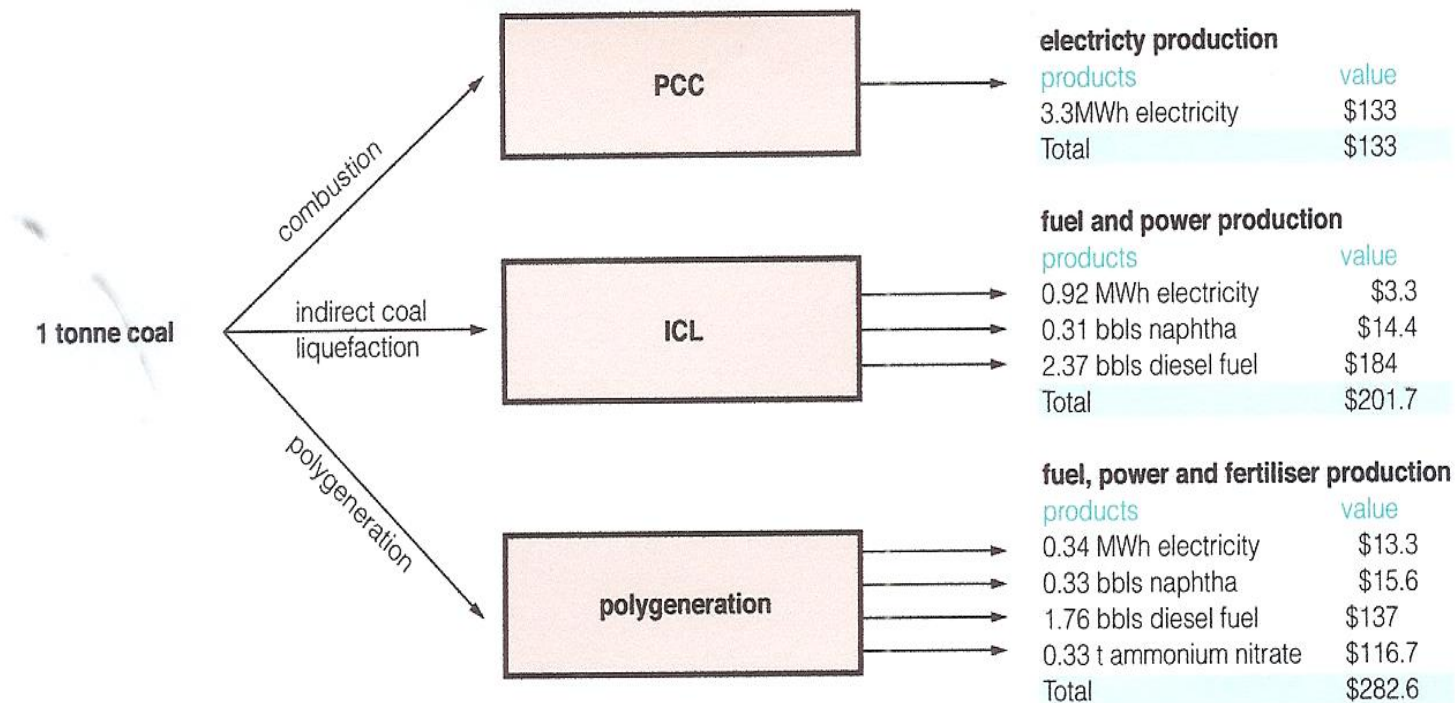 PCC
electricty production
products value
3.3MWh electricity $133
Total $133
combustion
fuel and power production
products value
0.92 MWh electricity $3.3
0.31 bbls naphtha $14.4
2.37 bbls diesel fuel $184
Total $201.7
1 tonne coal
indirect coal
liquefaction
ICL
polygeneration
fuel, power and fertiliser production
products value
0.34 MWh electricity $13.3
0.33 bbls naphtha $15.6
1.76 bbls diesel fuel $137
0.33 t ammonium nitrate $116.7
Total $282.6
polygeneration